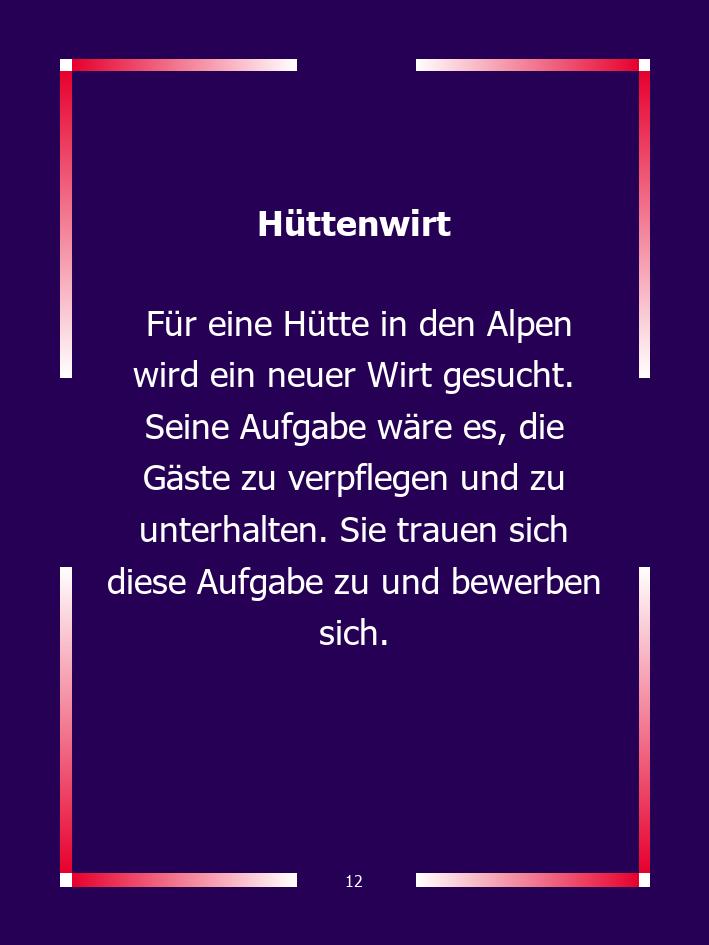 Hüttenwirt
Für eine Hütte in den Alpen
wird ein neuer Wirt gesucht.
Seine Aufgabe wäre es, die
Gäste zu verpflegen und zu
unterhalten. Sie trauen sich
diese Aufgabe zu und bewerben
sich.
12